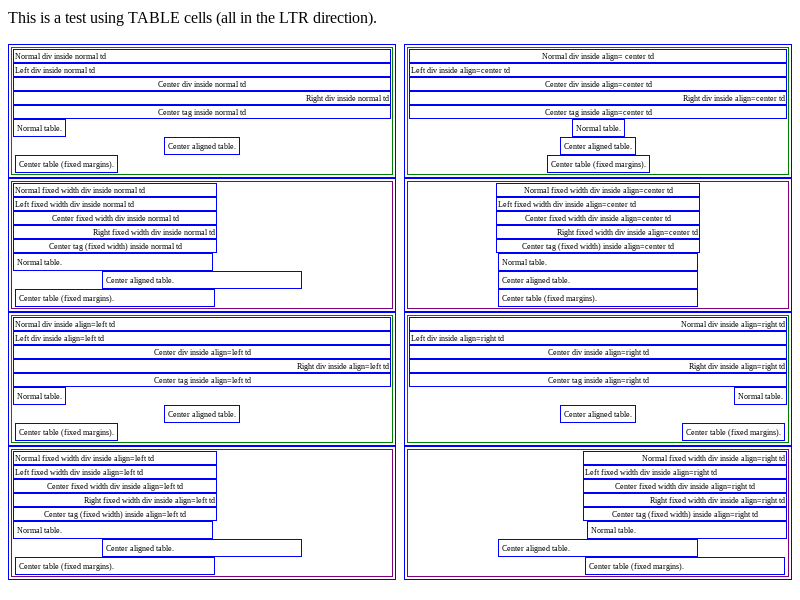 This is a test using TABLE cells (all in the LTR direction).
Normal div inside normal td
Left div inside normal td
Center div inside normal td
Right div inside normal td
Center tag inside normal td
Normal table.
Center aligned table.
Center table (fixed margins).
Normal div inside align= center td
Left div inside align=center td
Center div inside align=center td
Right div inside align=center td
Center tag inside align=center td
Normal table.
Center aligned table.
Center table (fixed margins).
Normal fixed width div inside normal td
Left fixed width div inside normal td
Center fixed width div inside normal td
Right fixed width div inside normal td
Center tag (fixed width) inside normal td
Normal table.
Center aligned table.
Center table (fixed margins).
Normal fixed width div inside align=center td
Left fixed width div inside align=center td
Center fixed width div inside align=center td
Right fixed width div inside align=center td
Center tag (fixed width) inside align=center td
Normal table.
Center aligned table.
Center table (fixed margins).
Normal div inside align=left td
Left div inside align=left td
Center div inside align=left td
Right div inside align=left td
Center tag inside align=left td
Normal table.
Center aligned table.
Center table (fixed margins).
Normal div inside align=right td
Left div inside align=right td
Center div inside align=right td
Right div inside align=right td
Center tag inside align=right td
Normal table.
Center aligned table.
Center table (fixed margins).
Normal fixed width div inside align=left td
Left fixed width div inside align=left td
Center fixed width div inside align=left td
Right fixed width div inside align=left td
Center tag (fixed width) inside align=left td
Normal table.
Center aligned table.
Center table (fixed margins).
Normal fixed width div inside align=right td
Left fixed width div inside align=right td
Center fixed width div inside align=right td
Right fixed width div inside align=right td
Center tag (fixed width) inside align=right td
Normal table.
Center aligned table.
Center table (fixed margins).